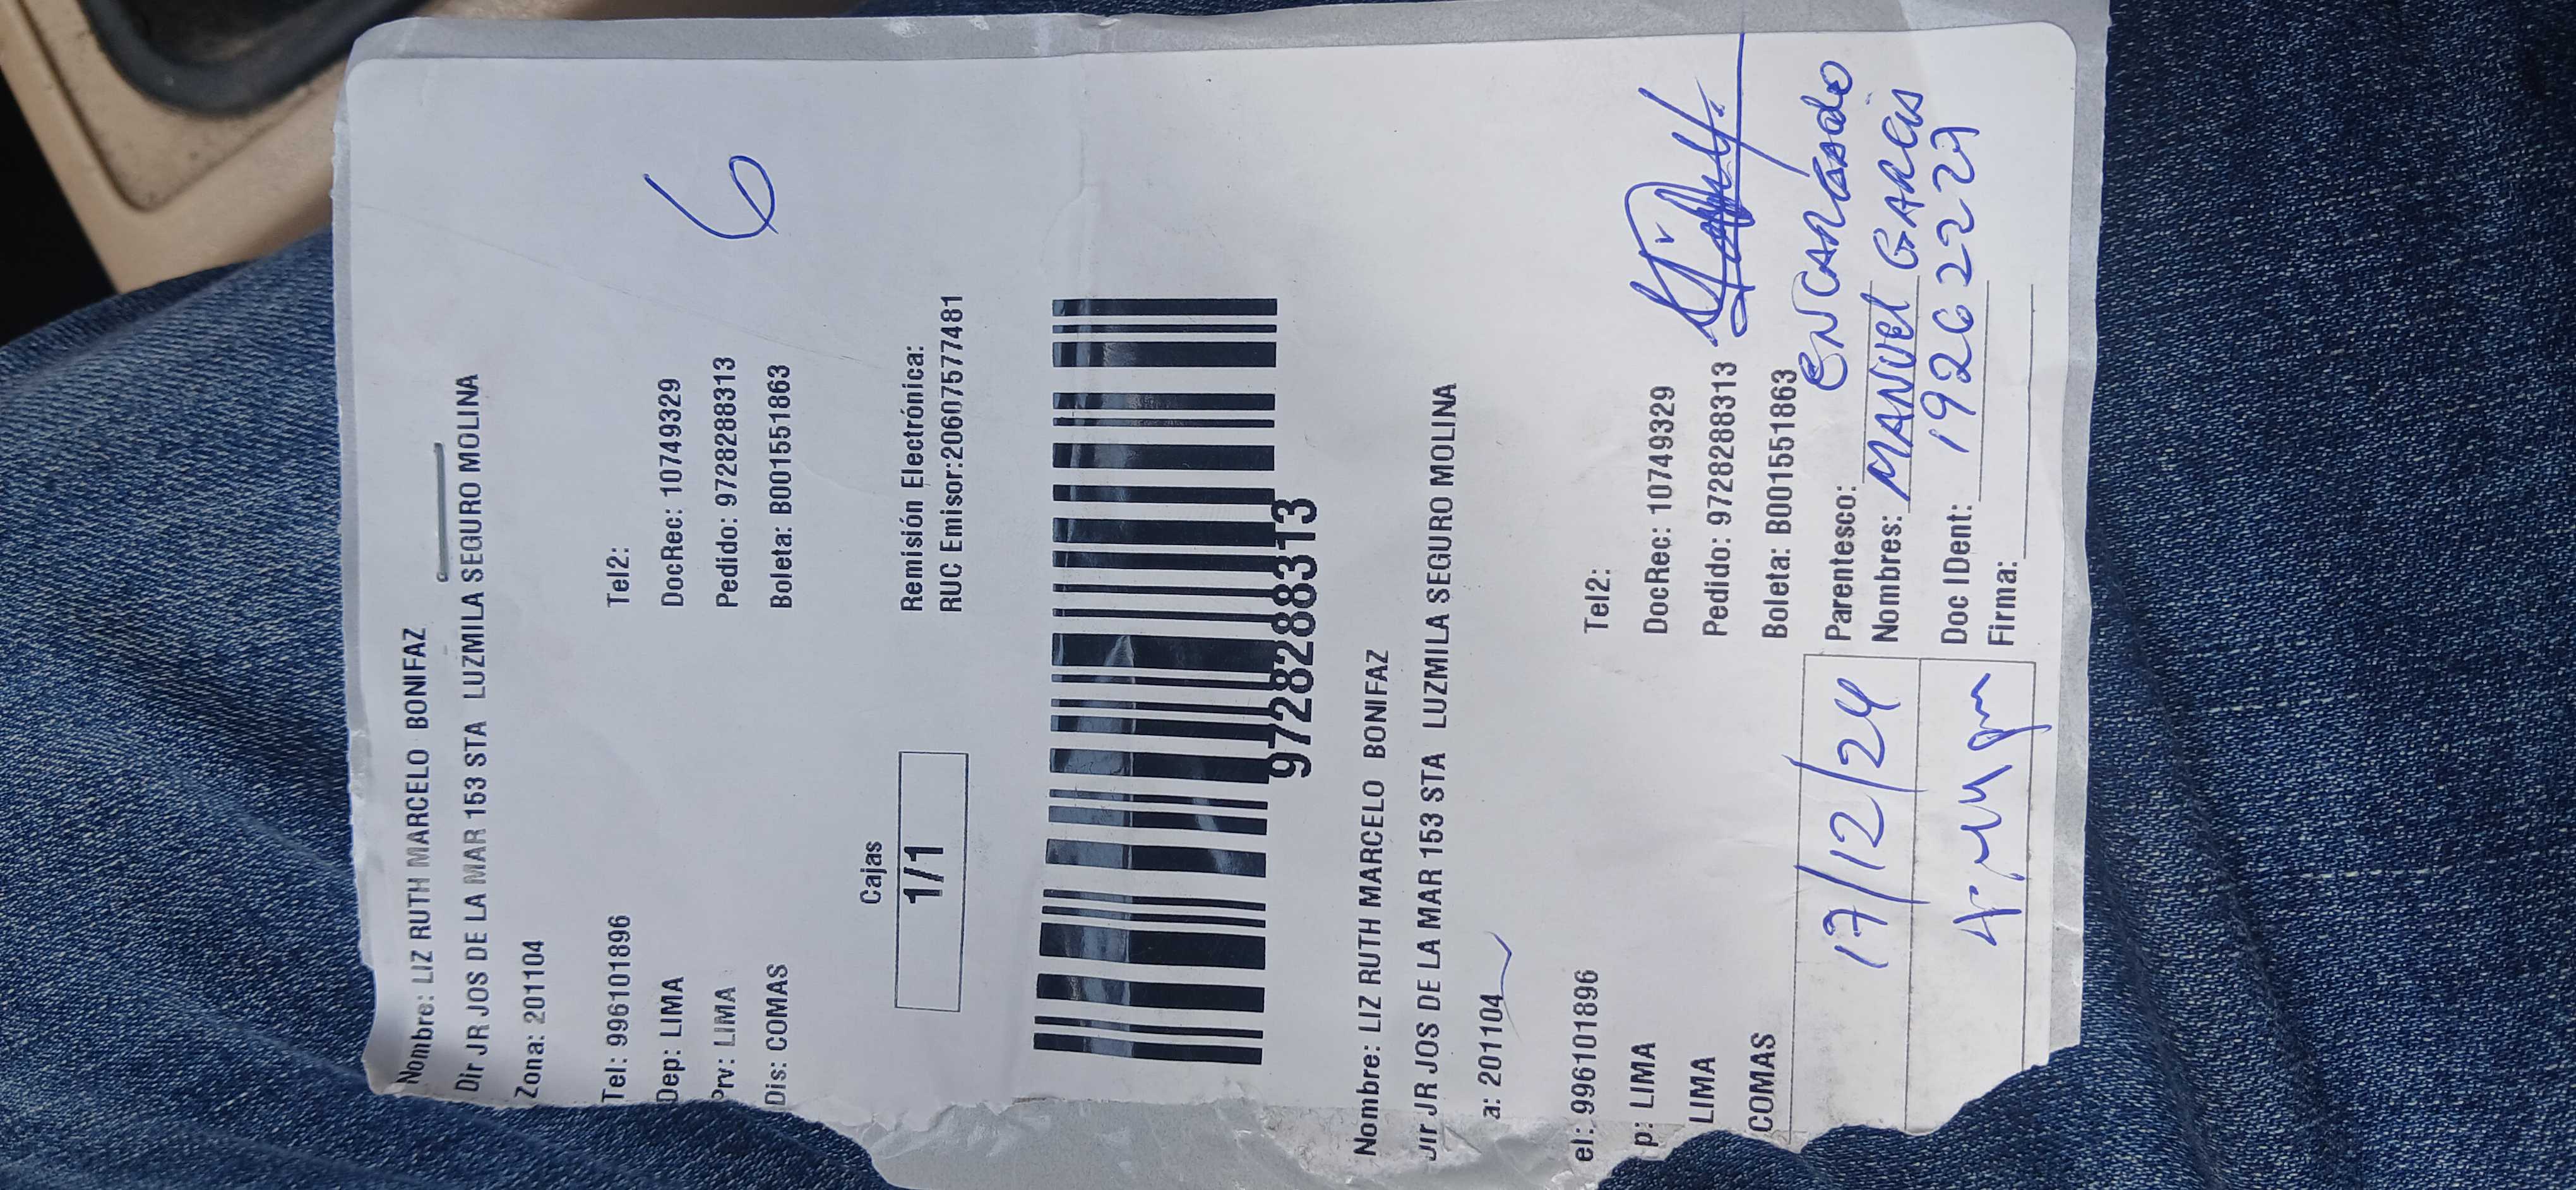 Nombre: LIZ RUTH MARCELO BONIFAZ
Dir JR JOS DE LA MAR 153 STA LUZMILA SEGURO MOLINA
Zona: 201104
Tel: 996101896 Tel2:
Dep: LIMA DocRec: 10749329
Prv: LIMA Pedido: 9728288313
Dis: COMAS Boleta: B001551863
6
Cajas Remisión Electrónica:
1/1 RUC Emisor:20607577481
9728288313
Nombre: LIZ RUTH MARCELO BONIFAZ
Dir JR JOS DE LA MAR 153 STA LUZMILA SEGURO MOLINA
a: 201104
el: 996101896 Tel2:
p: LIMA DocRec: 10749329
LIMA Pedido: 9728288313
COMAS Boleta: B001551863
Parentesco: ENCARGADO
17/12/24 Nombres: MANUEL GARCIA
Doc IDent: 19262229
Firma: